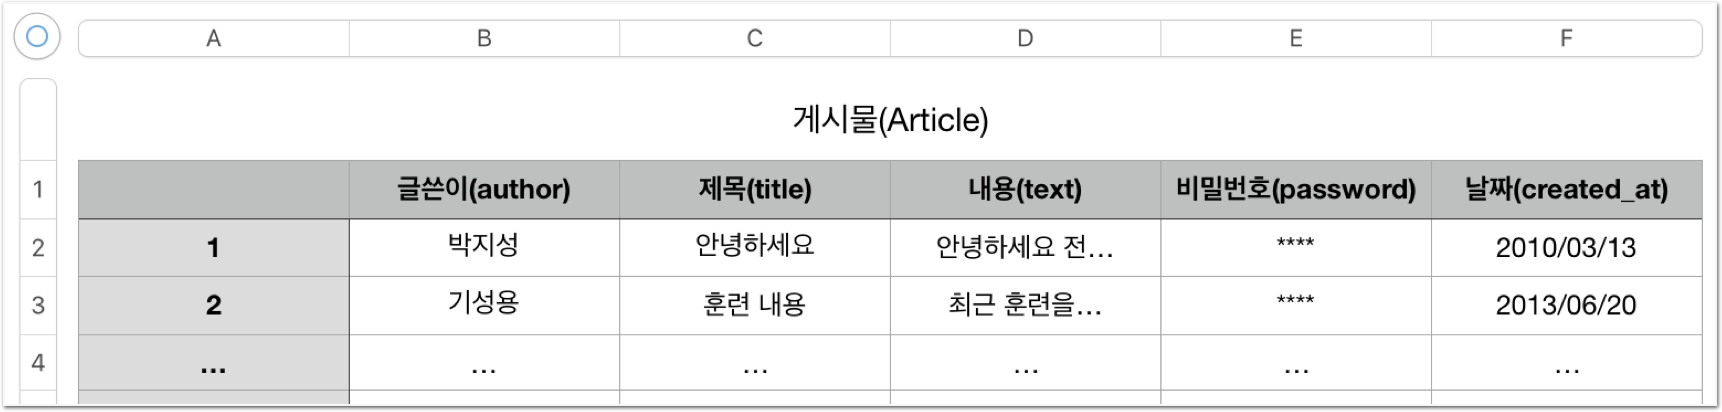 A B C D E F
게시물(Article)
1 글쓴이(author) 제목(title) 내용(text) 비밀번호(password) 날짜(created_at)
2 1 박지성 안녕하세요 안녕하세요 전... **** 2010/03/13
3 2 기성용 훈련 내용 최근 훈련을... **** 2013/06/20
4 ... ... ... ... ... ...